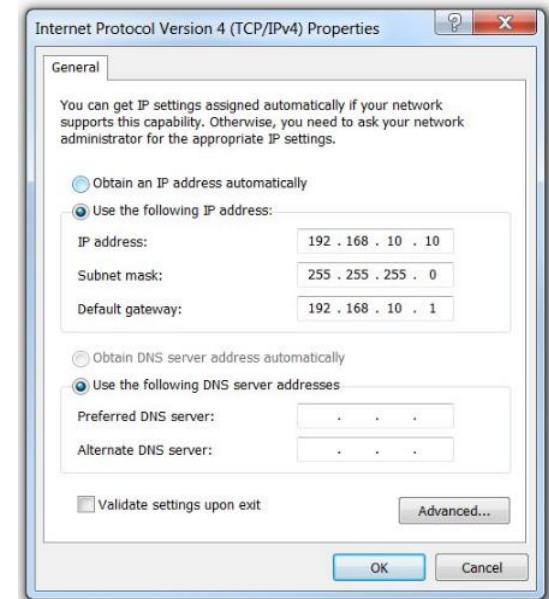 Internet Protocol Version 4 (TCP/IPv4) Properties
General
You can get IP settings assigned automatically if your network
supports this capability. Otherwise, you need to ask your network
administrator for the appropriate IP settings.
Obtain an IP address automatically
Use the following IP address:
IP address: 192 . 168 . 10 . 10
Subnet mask: 255 . 255 . 255 . 0
Default gateway: 192 . 168 . 10 . 1
Obtain DNS server address automatically
Use the following DNS server addresses
Preferred DNS server: . . .
Alternate DNS server: . . .
Validate settings upon exit
Advanced...
OK Cancel